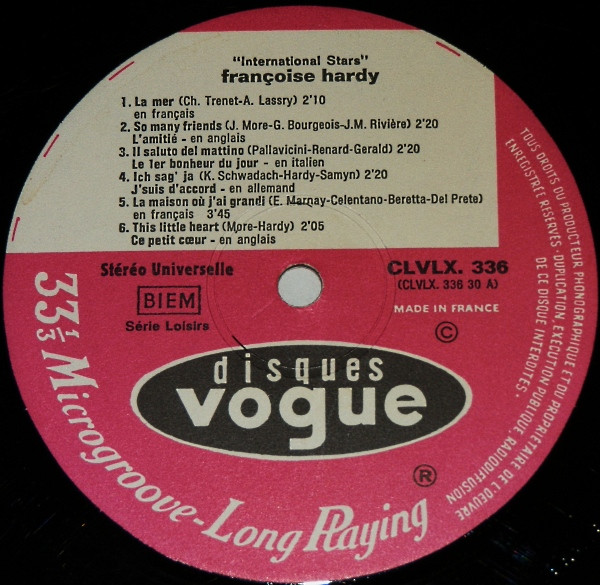 "International Stars"
françoise hardy
1. La mer (Ch. Trenet-A. Lassry) 2'10
en français
2. So many friends (J. More-G. Bourgeois-J.M. Rivière) 2'20
L'amitié - en anglais
3. Il saluto del mattino (Pallavicini-Renard-Gerald) 2'20
Le 1er bonheur du jour - en italien
4. Ich sag' ja (K. Schwadach-Hardy-Samyn) 2'20
J'suis d'accord - en allemand
5. La maison où j'ai grandi (E. Marnay-Celentano-Beretta-Del Prete)
en français 3'45
6. This little heart (More-Hardy) 2'05
Ce petit cœur - en anglais
Stéréo Universelle
BIEM
Série Loisirs
CLVLX. 336
(CLVLX. 336 30 A)
MADE IN FRANCE
©
disques
vogue
®
33 1/3 Microgroove - Long Playing
TOUS DROITS DU PRODUCTEUR PHONOGRAPHIQUE ET DU PROPRIETAIRE DE L'OEUVRE
ENREGISTRÉE RÉSERVÉS - DUPLICATION, EXECUTION PUBLIQUE RADIODIFFUSION
DE CE DISQUE INTERDITES.